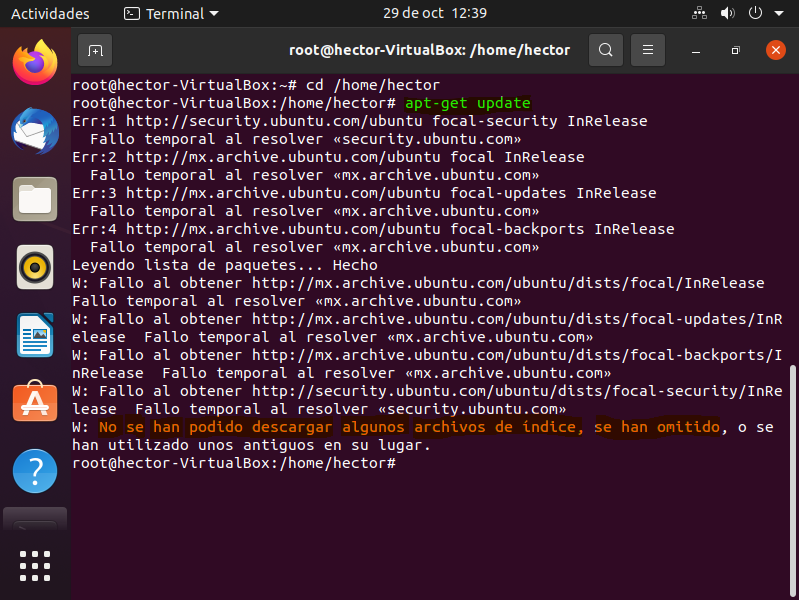 Actividades
Terminal
29 de oct 12:39
root@hector-VirtualBox: /home/hector
root@hector-VirtualBox:~# cd /home/hector
root@hector-VirtualBox:/home/hector# apt-get update
Err:1 http://security.ubuntu.com/ubuntu focal-security InRelease
  Fallo temporal al resolver «security.ubuntu.com»
Err:2 http://mx.archive.ubuntu.com/ubuntu focal InRelease
  Fallo temporal al resolver «mx.archive.ubuntu.com»
Err:3 http://mx.archive.ubuntu.com/ubuntu focal-updates InRelease
  Fallo temporal al resolver «mx.archive.ubuntu.com»
Err:4 http://mx.archive.ubuntu.com/ubuntu focal-backports InRelease
  Fallo temporal al resolver «mx.archive.ubuntu.com»
Leyendo lista de paquetes... Hecho
W: Fallo al obtener http://mx.archive.ubuntu.com/ubuntu/dists/focal/InRelease
Fallo temporal al resolver «mx.archive.ubuntu.com»
W: Fallo al obtener http://mx.archive.ubuntu.com/ubuntu/dists/focal-updates/InR
elease  Fallo temporal al resolver «mx.archive.ubuntu.com»
W: Fallo al obtener http://mx.archive.ubuntu.com/ubuntu/dists/focal-backports/I
nRelease  Fallo temporal al resolver «mx.archive.ubuntu.com»
W: Fallo al obtener http://security.ubuntu.com/ubuntu/dists/focal-security/InRe
lease  Fallo temporal al resolver «security.ubuntu.com»
W: No se han podido descargar algunos archivos de índice, se han omitido, o se
han utilizado unos antiguos en su lugar.
root@hector-VirtualBox:/home/hector#